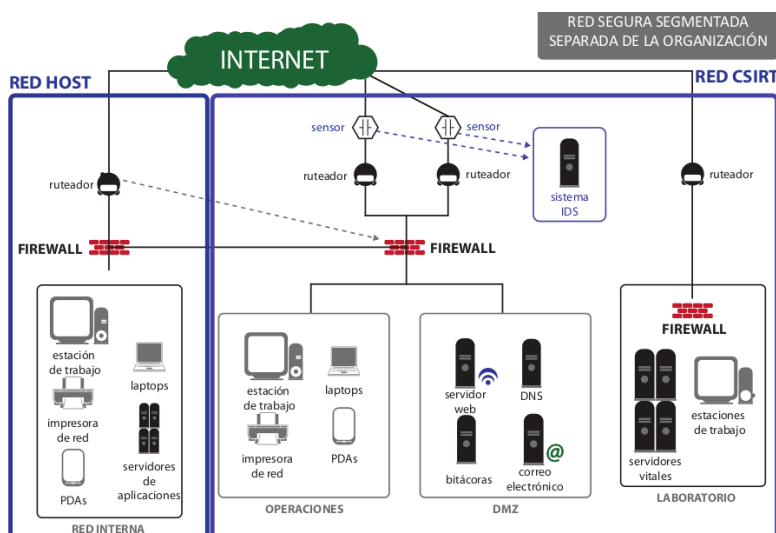 RED SEGURA SEGMENTADA
SEPARADA DE LA ORGANIZACIÓN
INTERNET
RED HOST
RED CSIRT
sensor
sensor
ruteador
ruteador
ruteador
ruteador
sistema
IDS
FIREWALL
FIREWALL
FIREWALL
estación
de trabajo
laptops
impresora
de red
servidores
de aplicaciones
PDAs
RED INTERNA
estación
de trabajo
laptops
impresora
de red
PDAs
OPERACIONES
servidor
web
DNS
bitácoras
@
correo
electrónico
DMZ
estaciones
de trabajo
servidores
vitales
LABORATORIO